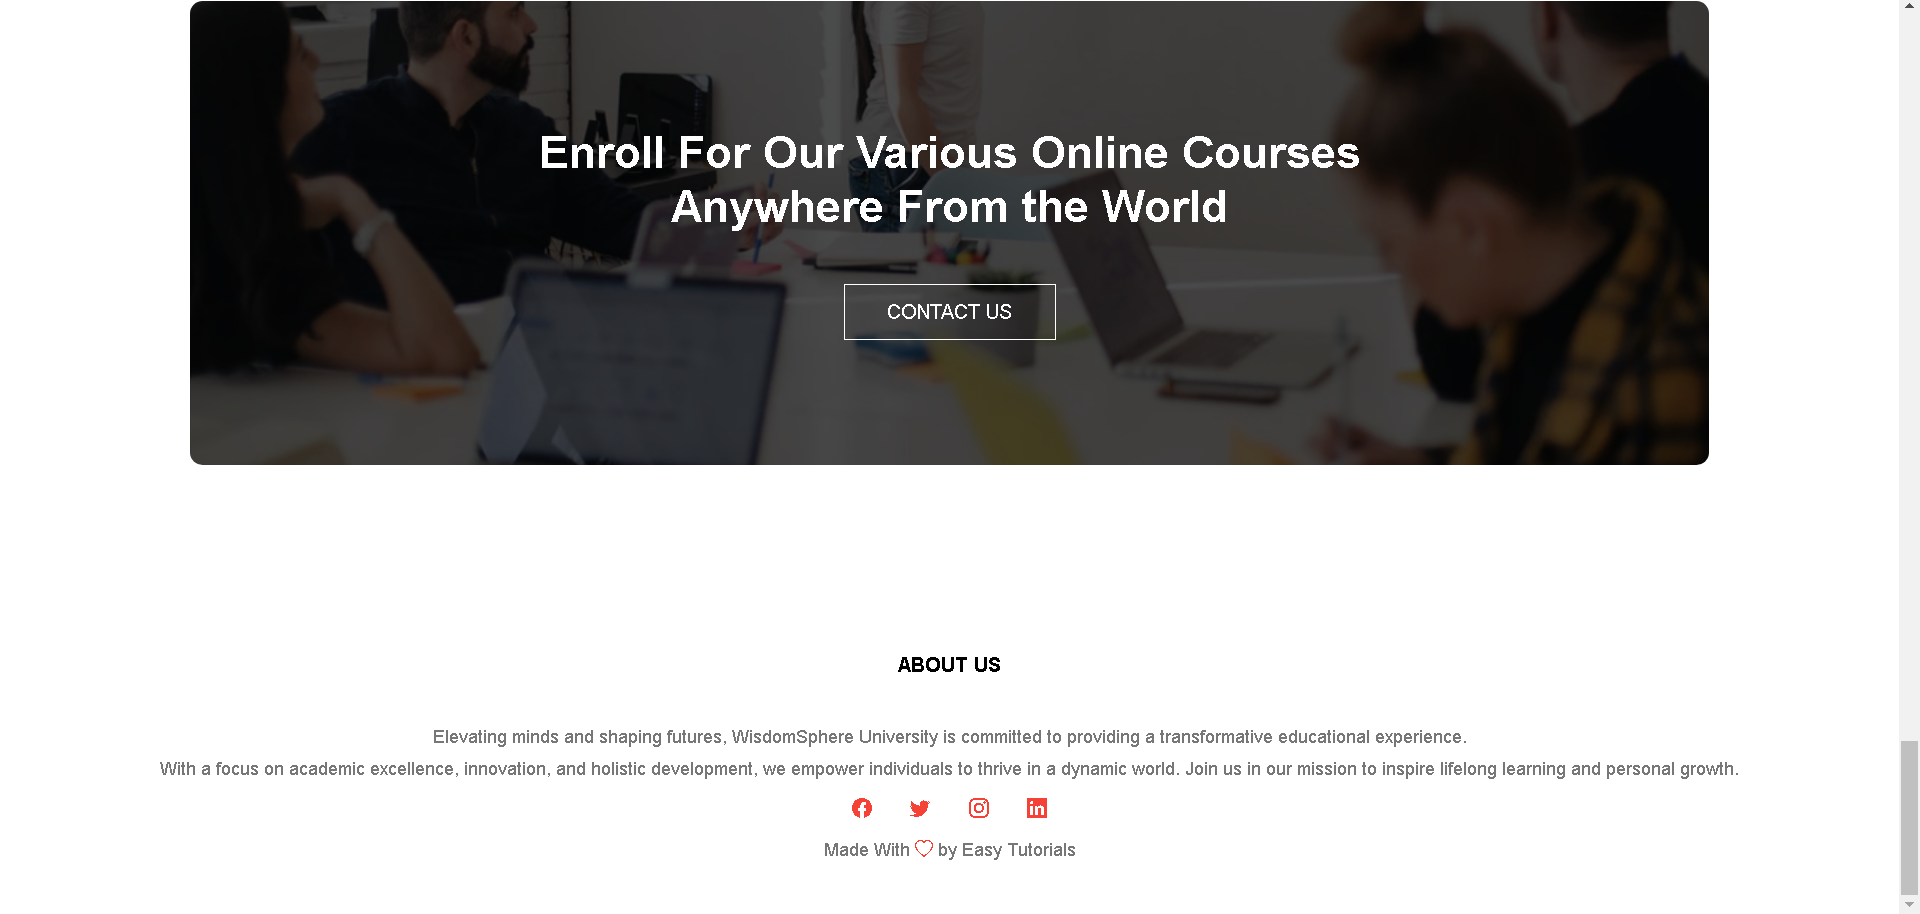 Enroll For Our Various Online Courses
Anywhere From the World
CONTACT US
ABOUT US
Elevating minds and shaping futures, WisdomSphere University is committed to providing a transformative educational experience.
With a focus on academic excellence, innovation, and holistic development, we empower individuals to thrive in a dynamic world. Join us in our mission to inspire lifelong learning and personal growth.
Made With ♡ by Easy Tutorials